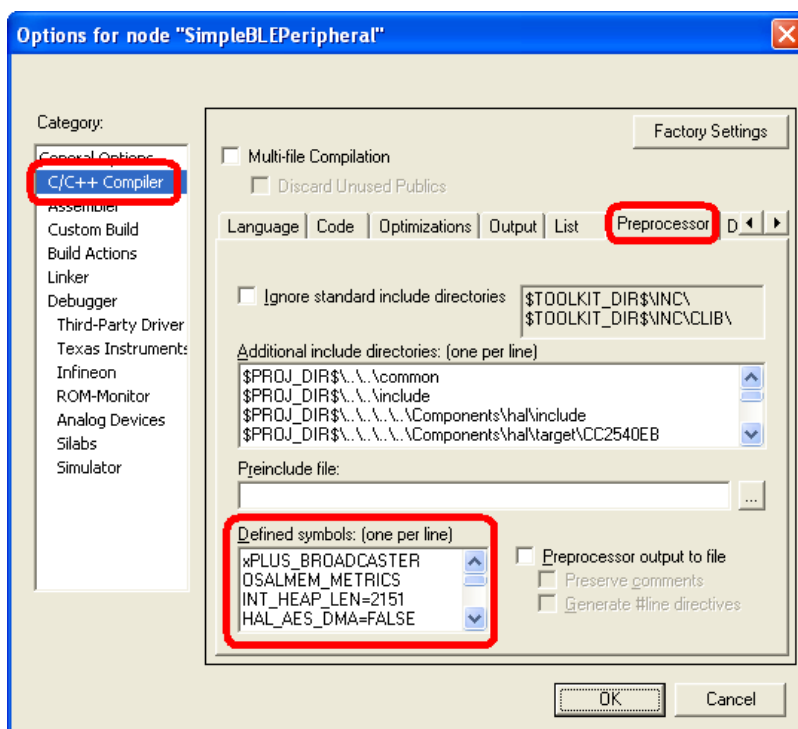 Options for node "SimpleBLEPeripheral"
Category:
General Options
C/C++ Compiler
Assembler
Custom Build
Build Actions
Linker
Debugger
Third-Party Driver
Texas Instruments
Infineon
ROM-Monitor
Analog Devices
Silabs
Simulator
Factory Settings
Multi-file Compilation
Discard Unused Publics
Language Code Optimizations Output List Preprocessor D
Ignore standard include directories
$TOOLKIT_DIR$\INC\
$TOOLKIT_DIR$\INC\CLIB\
Additional include directories: (one per line)
$PROJ_DIR$\..\..\common
$PROJ_DIR$\..\..\include
$PROJ_DIR$\..\..\..\..\Components\hal\include
$PROJ_DIR$\..\..\..\..\Components\hal\target\CC2540EB
Preinclude file:
...
Defined symbols: (one per line)
xPLUS_BROADCASTER
OSALMEM_METRICS
INT_HEAP_LEN=2151
HAL_AES_DMA=FALSE
Preprocessor output to file
Preserve comments
Generate #line directives
OK
Cancel